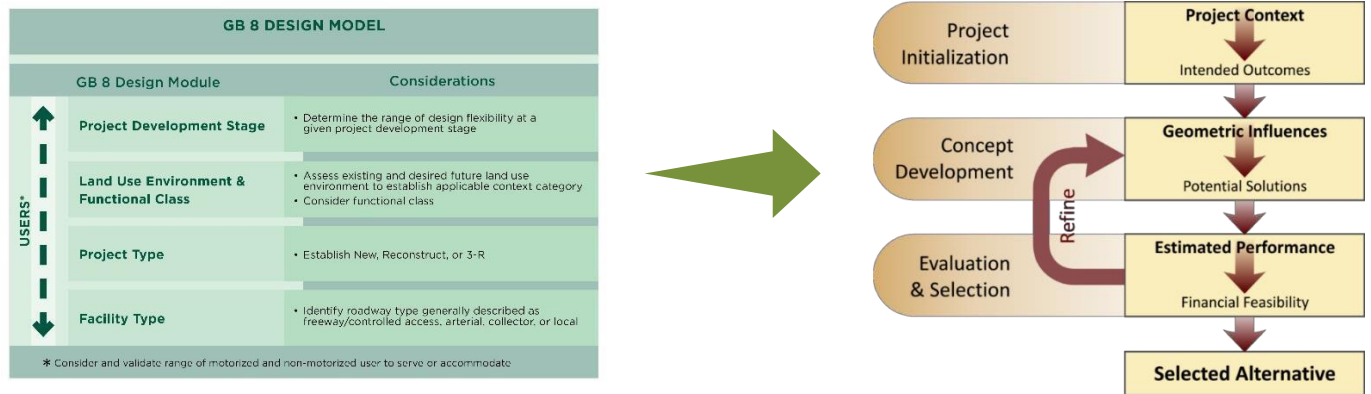 GB 8 DESIGN MODEL
GB 8 Design Module
Considerations
USERS*
Project Development Stage
• Determine the range of design flexibility at a
given project development stage
Land Use Environment &
Functional Class
• Assess existing and desired future land use
environment to establish applicable context category
• Consider functional class
Project Type
• Establish New, Reconstruct, or 3-R
Facility Type
• Identify roadway type generally described as
freeway/controlled access, arterial, collector, or local
* Consider and validate range of motorized and non-motorized user to serve or accommodate
Project
Initialization
Project Context
Intended Outcomes
Concept
Development
Geometric Influences
Potential Solutions
Refine
Evaluation
& Selection
Estimated Performance
Financial Feasibility
Selected Alternative